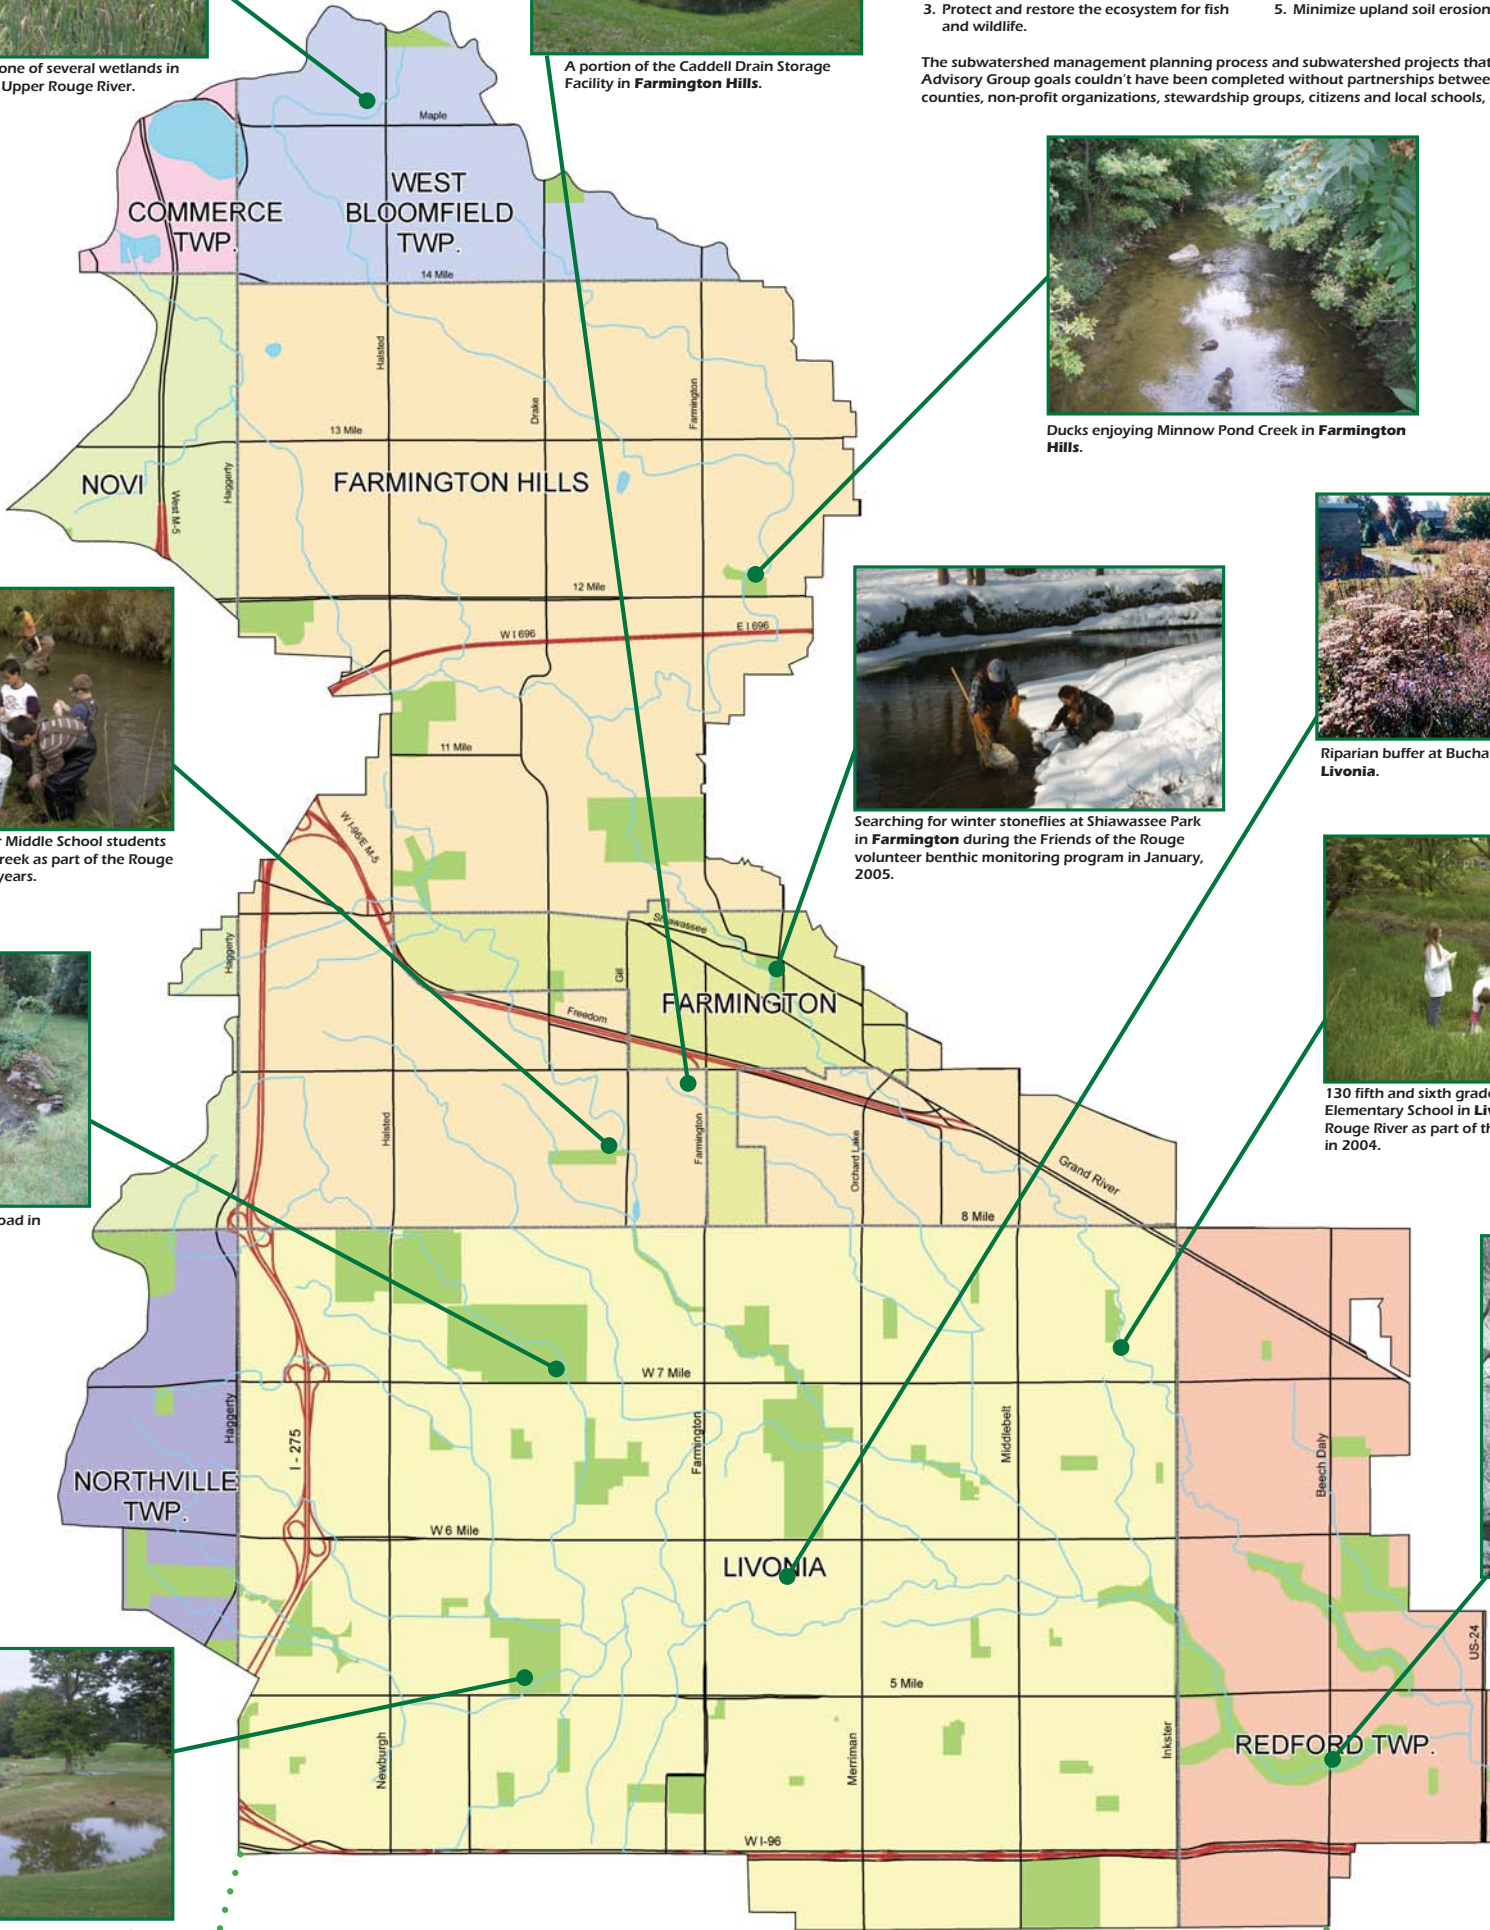 3. Protect and restore the ecosystem for fish
and wildlife.
5. Minimize upland soil erosion
The subwatershed management planning process and subwatershed projects that
Advisory Group goals couldn't have been completed without partnerships betwee
counties, non-profit organizations, stewardship groups, citizens and local schools,
one of several wetlands in
Upper Rouge River.
A portion of the Caddell Drain Storage
Facility in Farmington Hills.
Maple
COMMERCE
TWP.
WEST
BLOOMFIELD
TWP.
14 Mile
Halsted
Drake
Farmington
13 Mile
Ducks enjoying Minnow Pond Creek in Farmington
Hills.
NOVI
West M-5
Haggerty
FARMINGTON HILLS
12 Mile
W I 696
E I 696
11 Mile
W I-96/E M-5
Middle School students
reek as part of the Rouge
years.
Searching for winter stoneflies at Shiawassee Park
in Farmington during the Friends of the Rouge
volunteer benthic monitoring program in January,
2005.
Riparian buffer at Bucha
Livonia.
Haggerty
Shiawassee
Gill
FARMINGTON
Freedom
Halsted
Farmington
Orchard Lake
Grand River
8 Mile
130 fifth and sixth grade
Elementary School in Liv
Rouge River as part of th
in 2004.
oad in
W 7 Mile
Haggerty
I - 275
Farmington
Middlebelt
Beech Daly
NORTHVILLE
TWP.
W 6 Mile
LIVONIA
US-24
5 Mile
Newburgh
Merriman
Inkster
REDFORD TWP.
W I-96